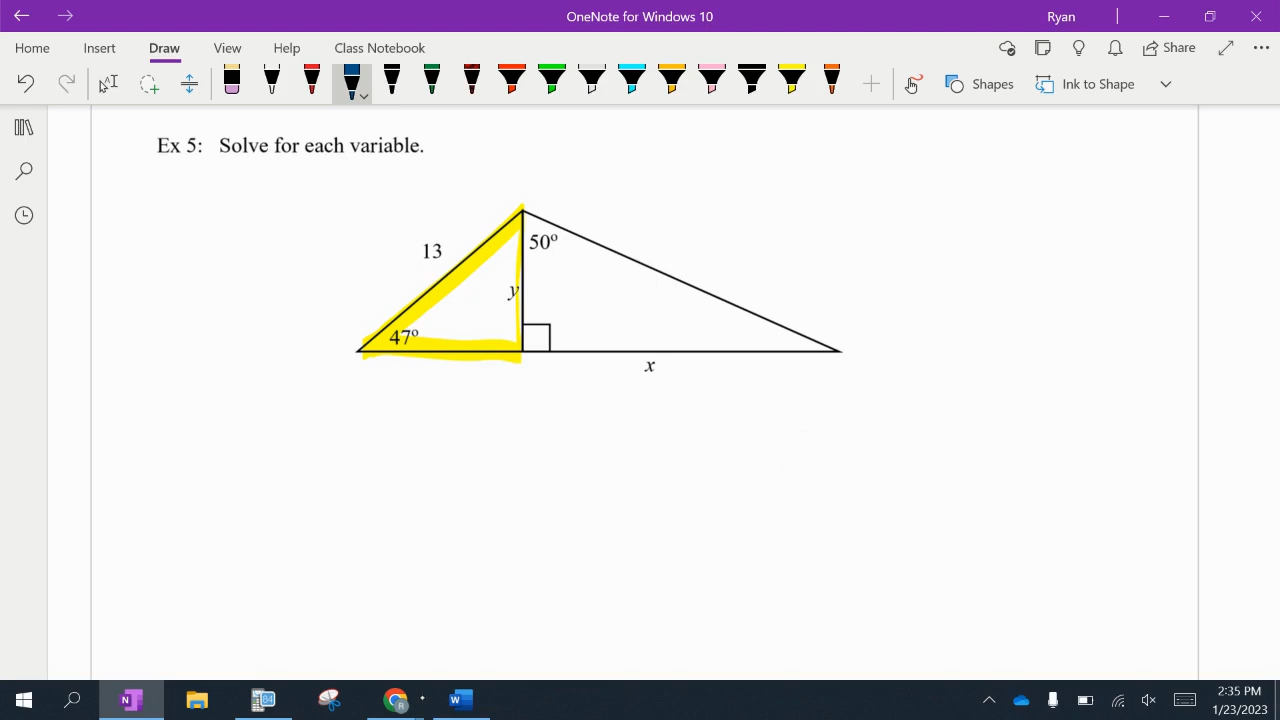 OneNote for Windows 10
Ryan
Home Insert Draw View Help Class Notebook
Share
Shapes
Ink to Shape
Ex 5: Solve for each variable.
13
50º
y
47º
x
N
84
R
W
2:35 PM
1/23/2023